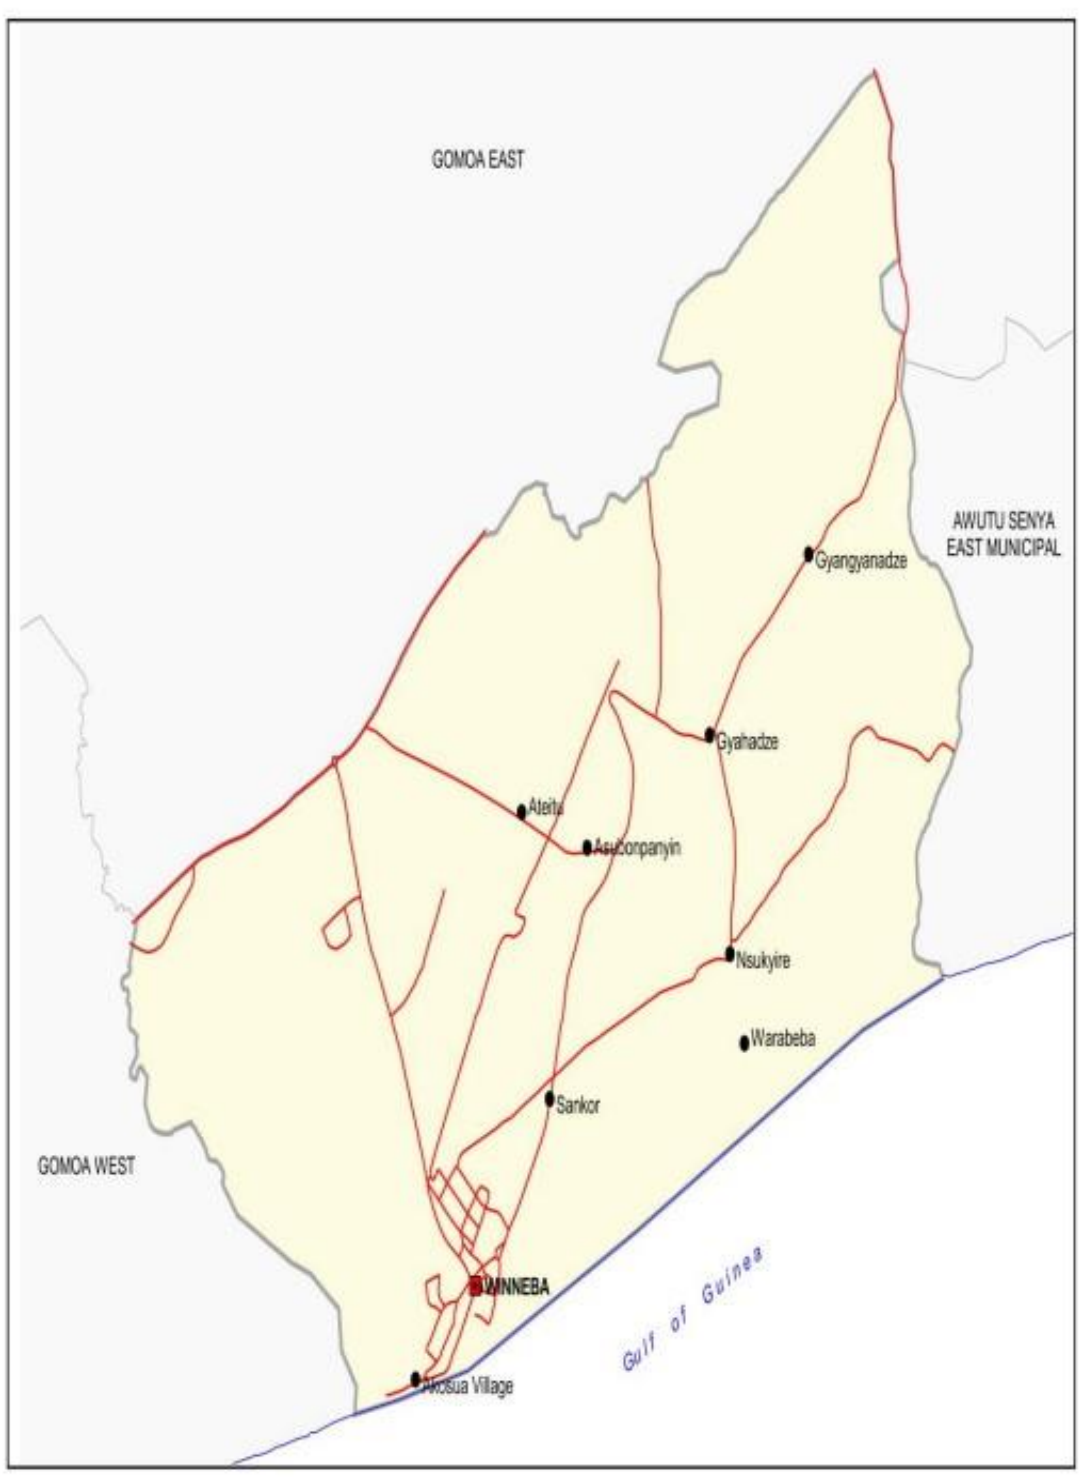 GOMOA EAST
AWUTU SENYA
EAST MUNICIPAL
Gyangyanadze
Gyahadze
Ateitu
Asubonpanyin
Nsukyire
Warabeba
Sankor
GOMOA WEST
WINNEBA
Gulf of Guinea
Akosua Village